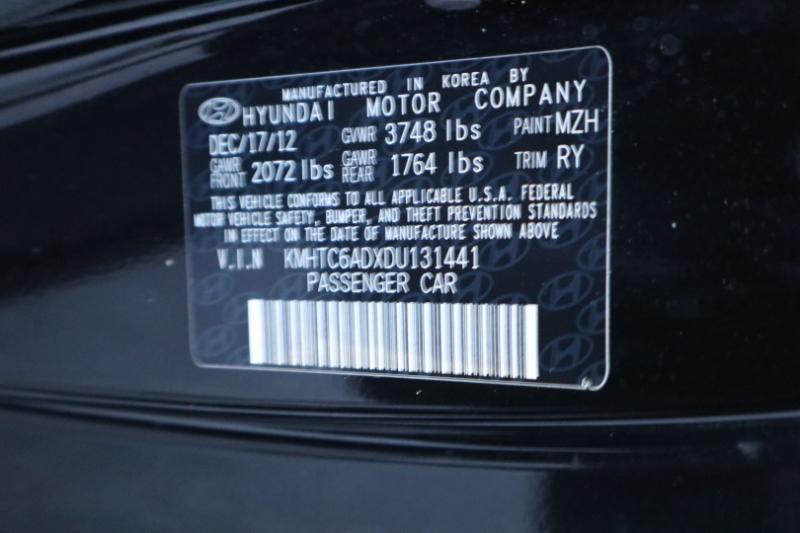 MANUFACTURED IN KOREA BY
HYUNDAI MOTOR COMPANY
DEC/17/12 GVWR 3748 lbs PAINT MZH
GAWR FRONT 2072 lbs GAWR REAR 1764 lbs TRIM RY
THIS VEHICLE CONFORMS TO ALL APPLICABLE U.S.A. FEDERAL
MOTOR VEHICLE SAFETY, BUMPER, AND THEFT PREVENTION STANDARDS
IN EFFECT ON THE DATE OF MANUFACTURE SHOWN ABOVE
V.I.N KMHTC6ADXDU131441
PASSENGER CAR